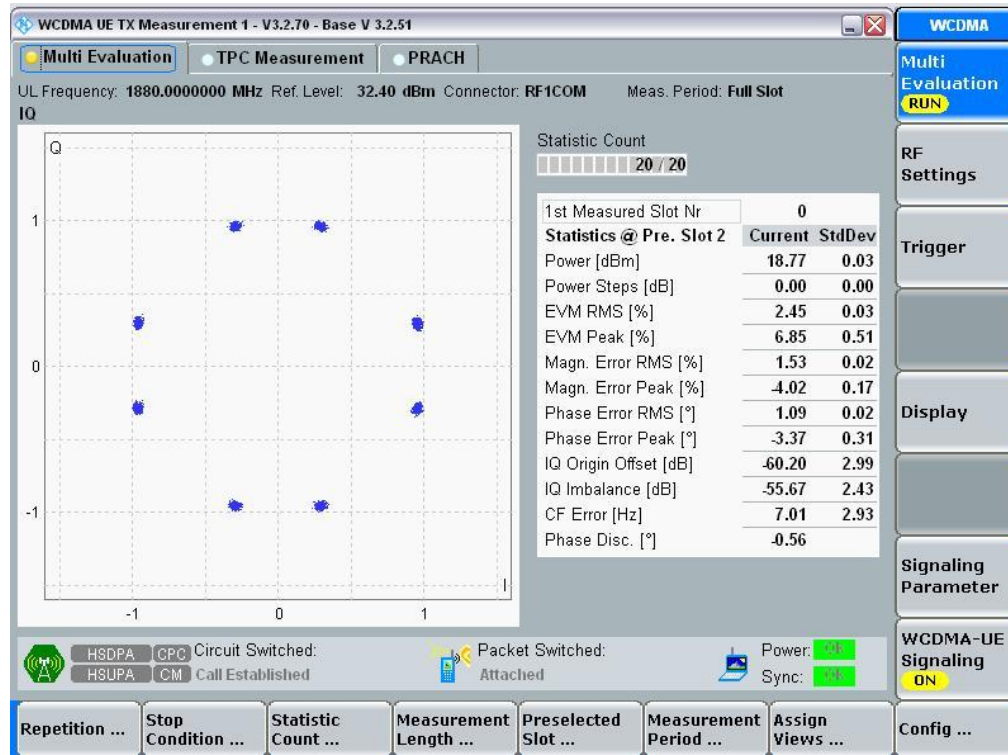 WCDMA UE TX Measurement 1 - V3.2.70 - Base V 3.2.51
WCDMA
Multi Evaluation
TPC Measurement
PRACH
UL Frequency: 1880.0000000 MHz Ref. Level: 32.40 dBm Connector: RF1COM Meas. Period: Full Slot
IQ
Q
1
0
-1
-1 0 1
I
Statistic Count
20 / 20
1st Measured Slot Nr 0
Statistics @ Pre. Slot 2 Current StdDev
Power [dBm] 18.77 0.03
Power Steps [dB] 0.00 0.00
EVM RMS [%] 2.45 0.03
EVM Peak [%] 6.85 0.51
Magn. Error RMS [%] 1.53 0.02
Magn. Error Peak [%] -4.02 0.17
Phase Error RMS [°] 1.09 0.02
Phase Error Peak [°] -3.37 0.31
IQ Origin Offset [dB] -60.20 2.99
IQ Imbalance [dB] -55.67 2.43
CF Error [Hz] 7.01 2.93
Phase Disc. [°] -0.56
Multi
Evaluation
RUN
RF
Settings
Trigger
Display
Signaling
Parameter
WCDMA-UE
Signaling
ON
HSDPA CPC Circuit Switched:
HSUPA CM Call Established
Packet Switched:
Attached
Power: OK
Sync: OK
Repetition ...
Stop
Condition ...
Statistic
Count ...
Measurement
Length ...
Preselected
Slot ...
Measurement
Period ...
Assign
Views ...
Config ...